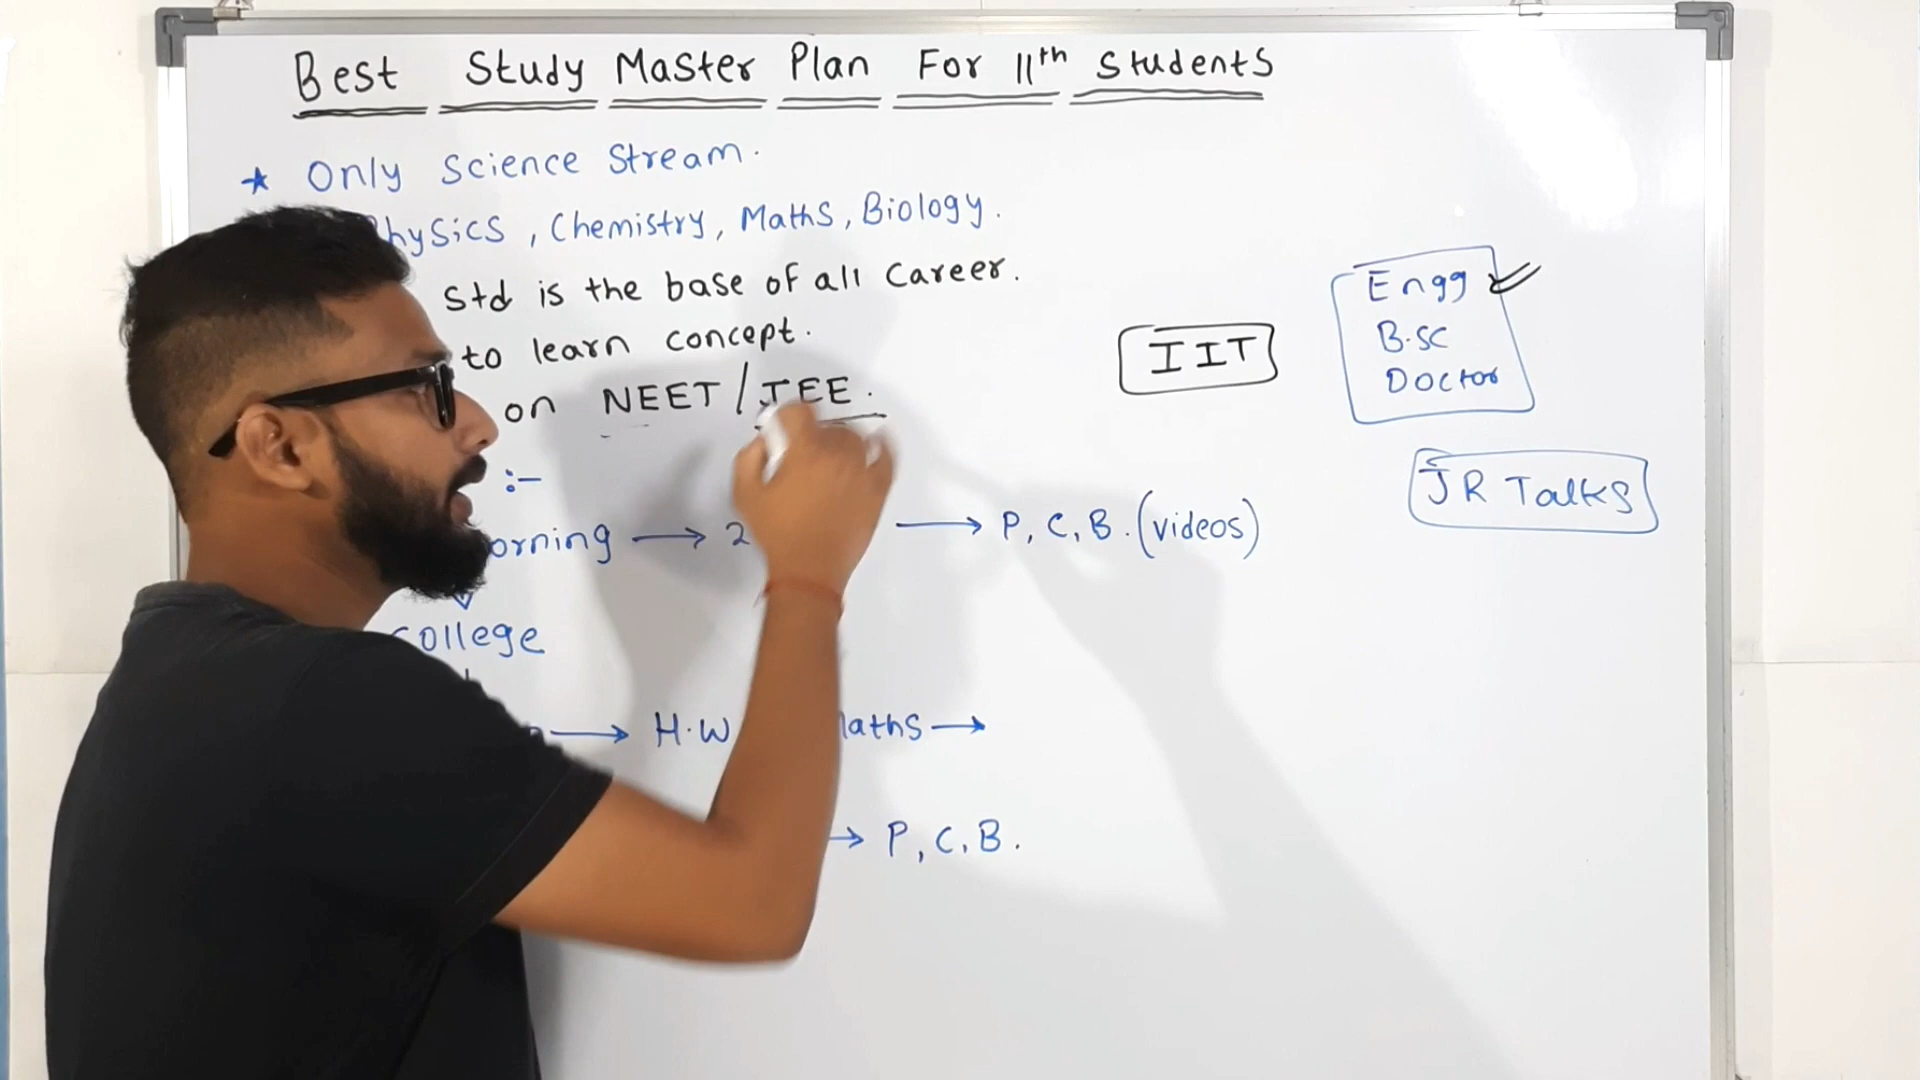 Best Study Master Plan For 11th Students
★ Only Science Stream.
Physics, Chemistry, Maths, Biology.
Std is the base of all Career.
to learn concept.
on NEET/JEE.
:-
orning → 2 → P, C, B. (videos)
College
→ H.W Maths →
→ P, C, B.
IIT
Engg
B.sc
Doctor
JR Talks